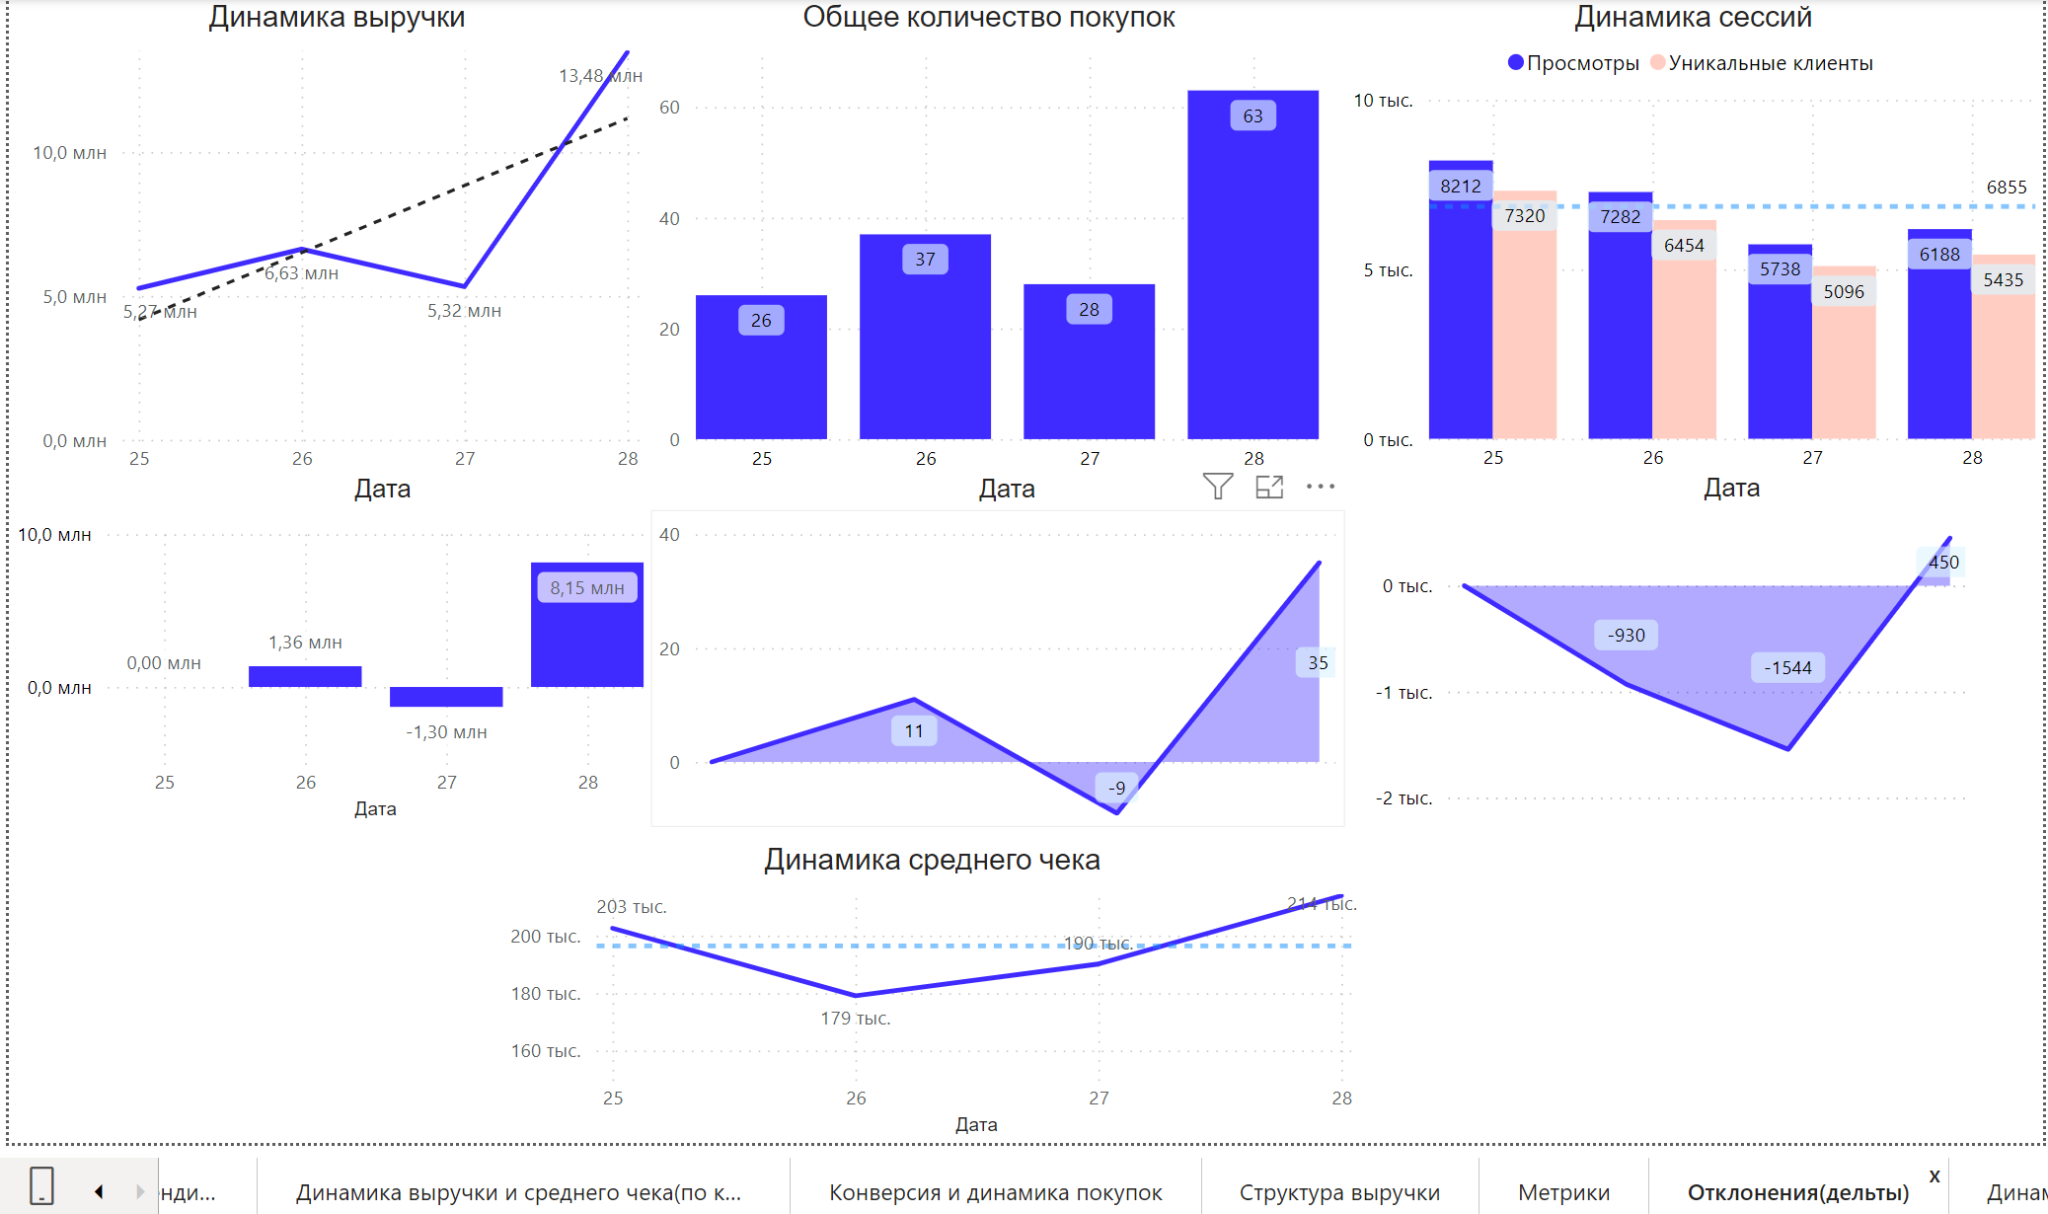 Динамика выручки
13,48 млн
10,0 млн
6,63 млн
5,0 млн
5,27 млн
5,32 млн
0,0 млн
25 26 27 28
Дата
Общее количество покупок
60
63
40
37
28
26
20
0
25 26 27 28
Дата
Динамика сессий
Просмотры Уникальные клиенты
10 тыс.
6855
8212
7320
7282
6454
5738
5096
6188
5435
5 тыс.
0 тыс.
25 26 27 28
Дата
10,0 млн
8,15 млн
1,36 млн
0,00 млн
0,0 млн
-1,30 млн
25 26 27 28
Дата
40
20
35
11
0
-9
450
0 тыс.
-930
-1544
-1 тыс.
-2 тыс.
Динамика среднего чека
203 тыс.
214 тыс.
200 тыс.
190 тыс.
180 тыс.
179 тыс.
160 тыс.
25 26 27 28
Дата
нди...
Динамика выручки и среднего чека(по к...
Конверсия и динамика покупок
Структура выручки
Метрики
Отклонения(дельты)
x
Динам